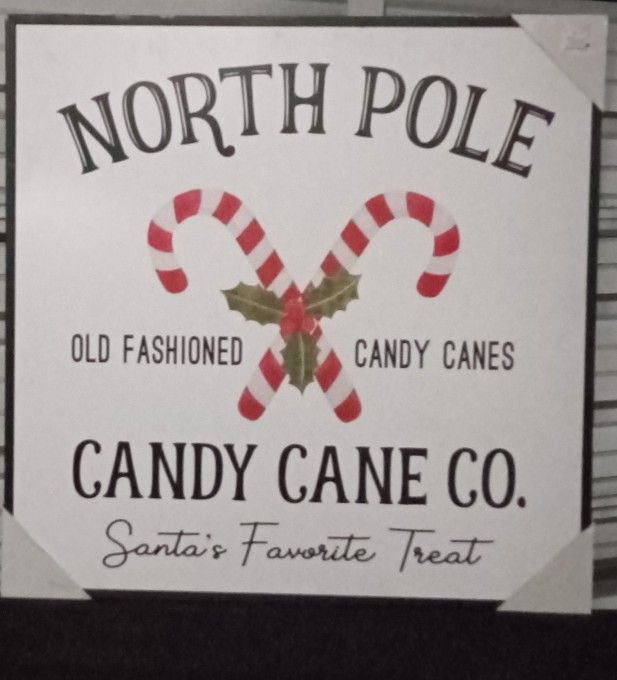 NORTH POLE
OLD FASHIONED CANDY CANES
CANDY CANE CO.
Santa's Favorite Treat